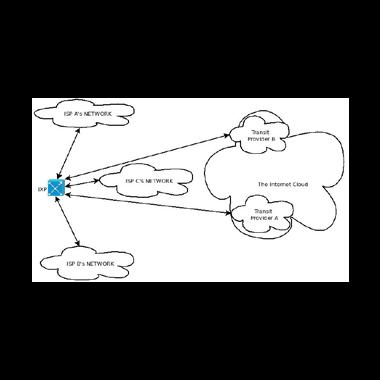 ISP A's NETWORK
Transit
Provider B
ISP C'S NETWORK
The Internet Cloud
IXP
Transit
Provider A
ISP B's NETWORK